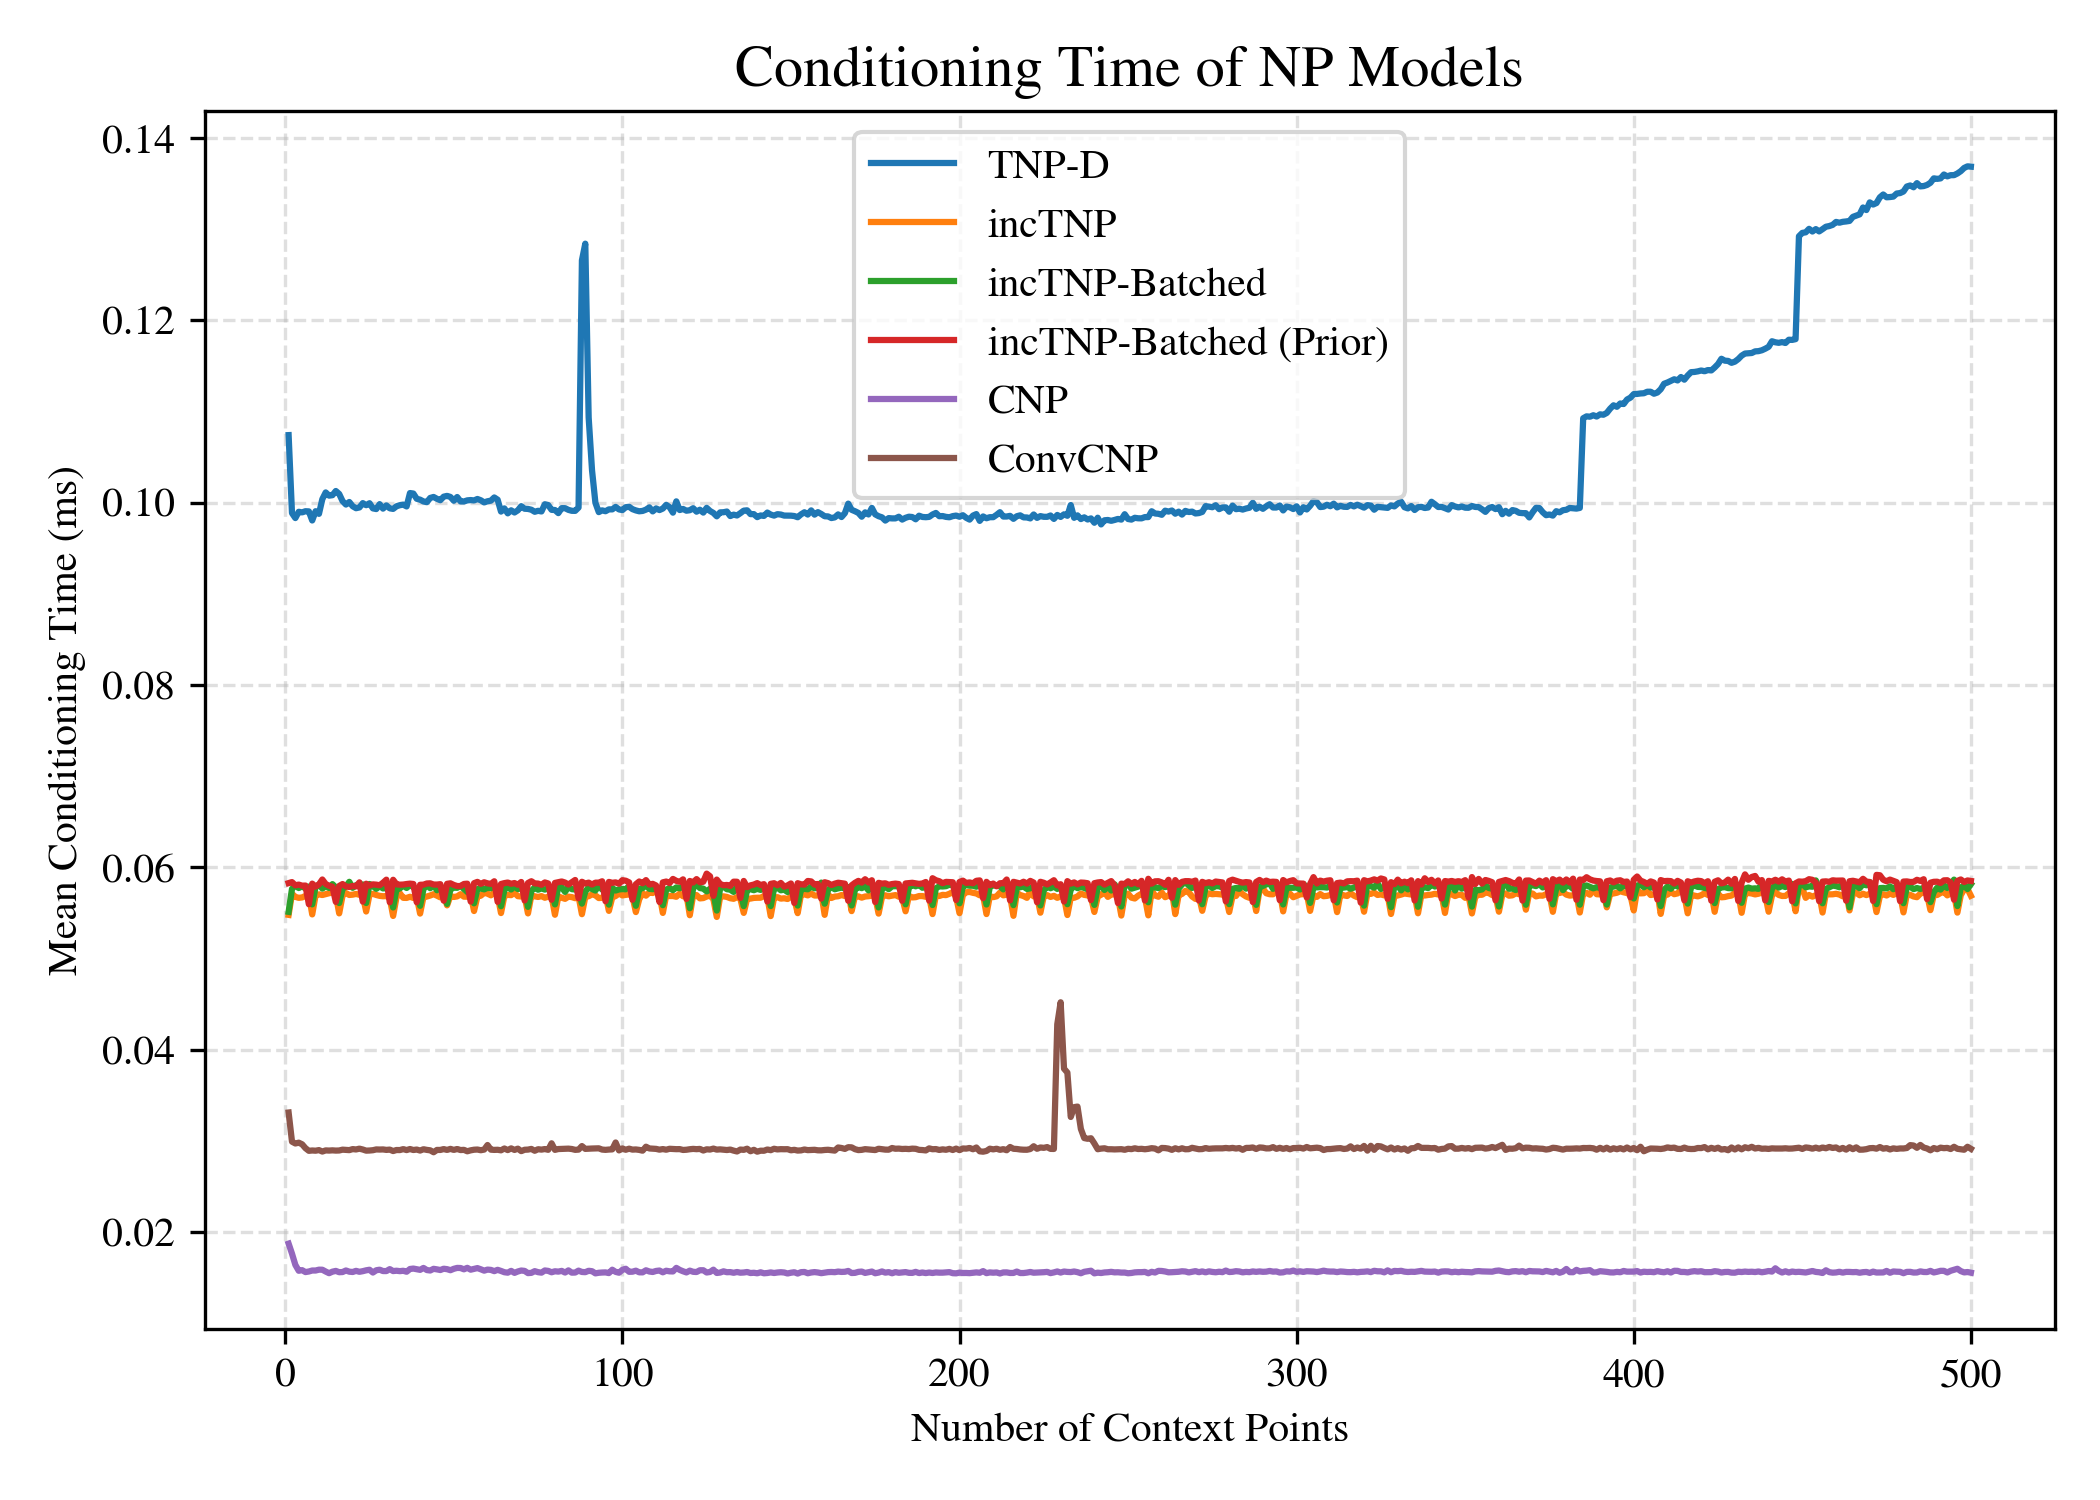 Conditioning Time of NP Models
Mean Conditioning Time (ms)
0.14
0.12
0.10
0.08
0.06
0.04
0.02
TNP-D
incTNP
incTNP-Batched
incTNP-Batched (Prior)
CNP
ConvCNP
0 100 200 300 400 500
Number of Context Points